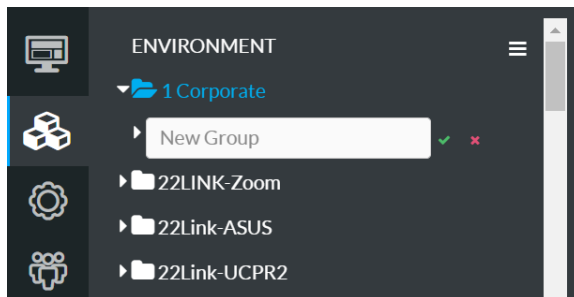 ENVIRONMENT
1 Corporate
New Group
22LINK-Zoom
22Link-ASUS
22Link-UCPR2